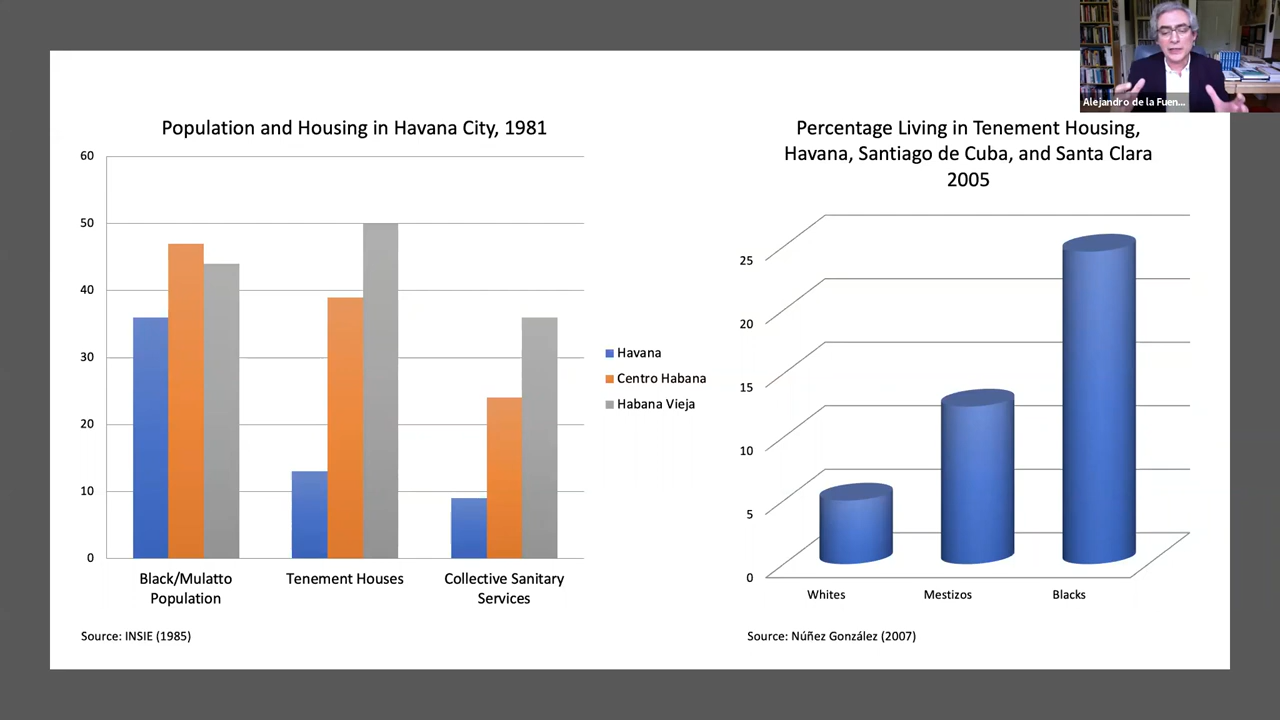 Alejandro de la Fuen...
Population and Housing in Havana City, 1981
60
50
40
30
20
10
0
Black/Mulatto
Population
Tenement Houses
Collective Sanitary
Services
Havana
Centro Habana
Habana Vieja
Source: INSIE (1985)
Percentage Living in Tenement Housing,
Havana, Santiago de Cuba, and Santa Clara
2005
25
20
15
10
5
0
Whites
Mestizos
Blacks
Source: Núñez González (2007)